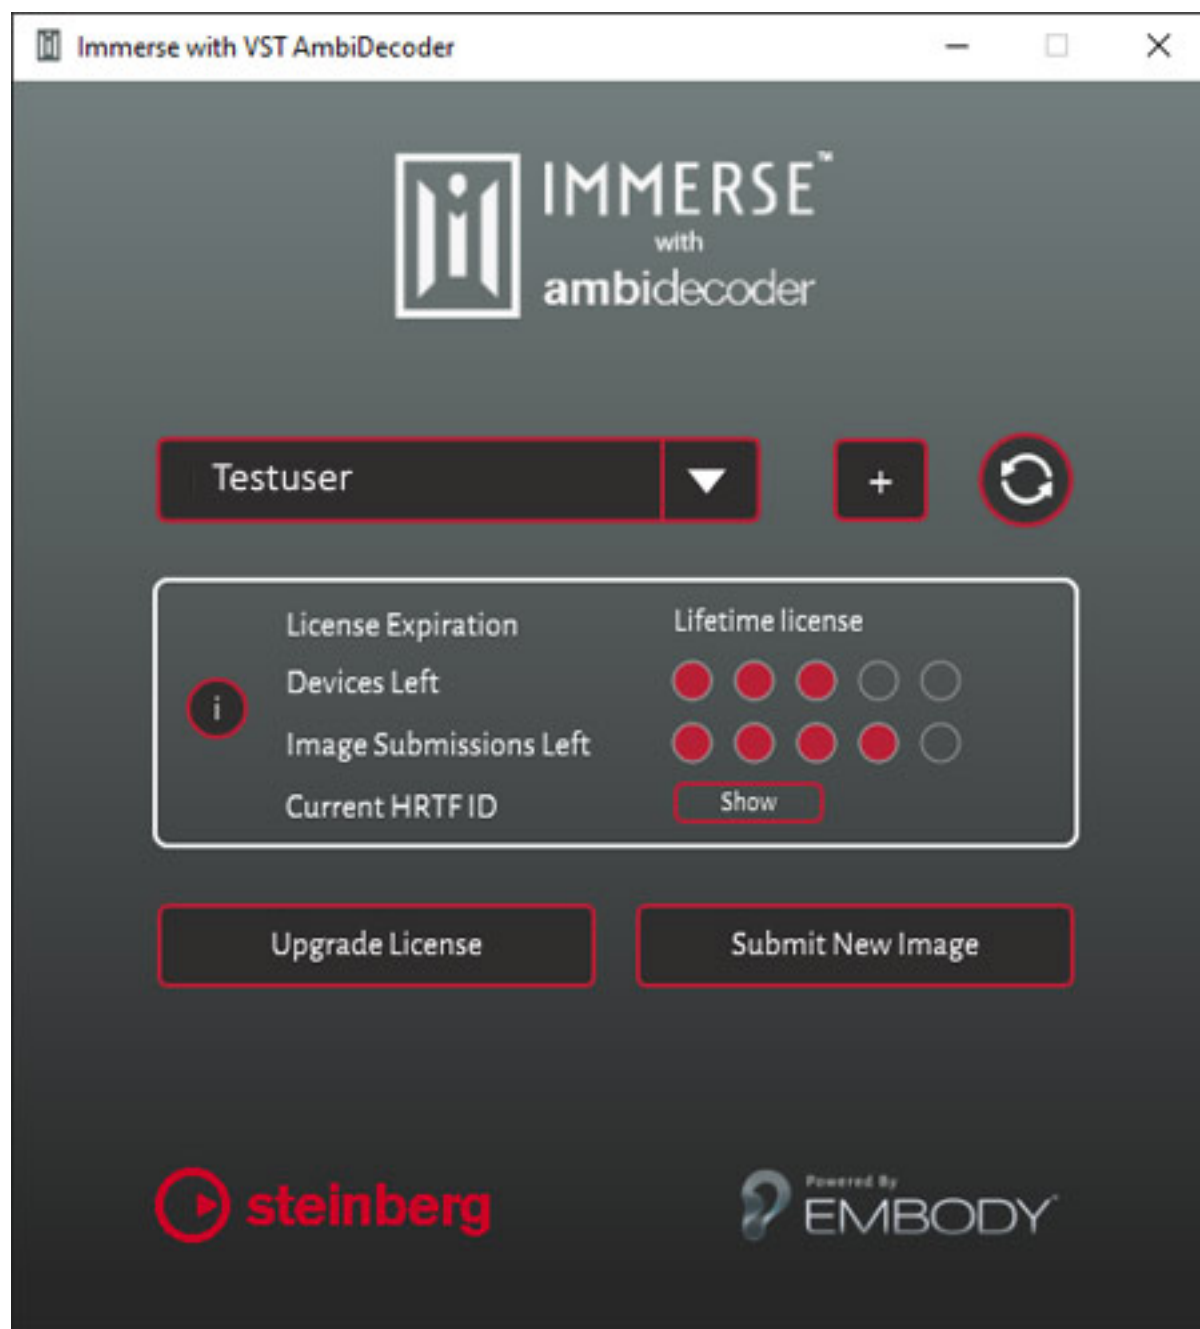 Immerse with VST AmbiDecoder
IMMERSE™
with
ambidecoder
Testuser
+
i
License Expiration Lifetime license
Devices Left
Image Submissions Left
Current HRTF ID Show
Upgrade License Submit New Image
steinberg
Powered By
EMBODY™